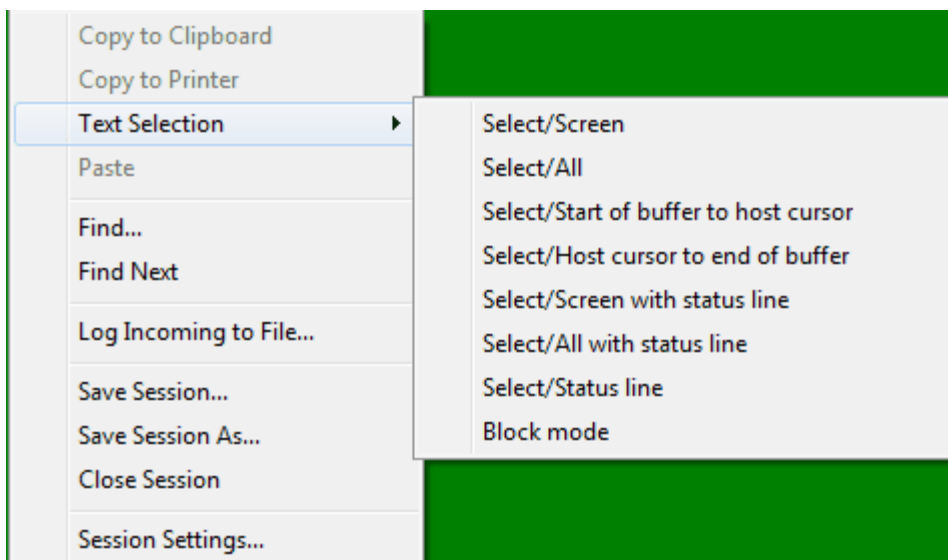 Copy to Clipboard
Copy to Printer
Text Selection
Paste
Find...
Find Next
Log Incoming to File...
Save Session...
Save Session As...
Close Session
Session Settings...
Select/Screen
Select/All
Select/Start of buffer to host cursor
Select/Host cursor to end of buffer
Select/Screen with status line
Select/All with status line
Select/Status line
Block mode